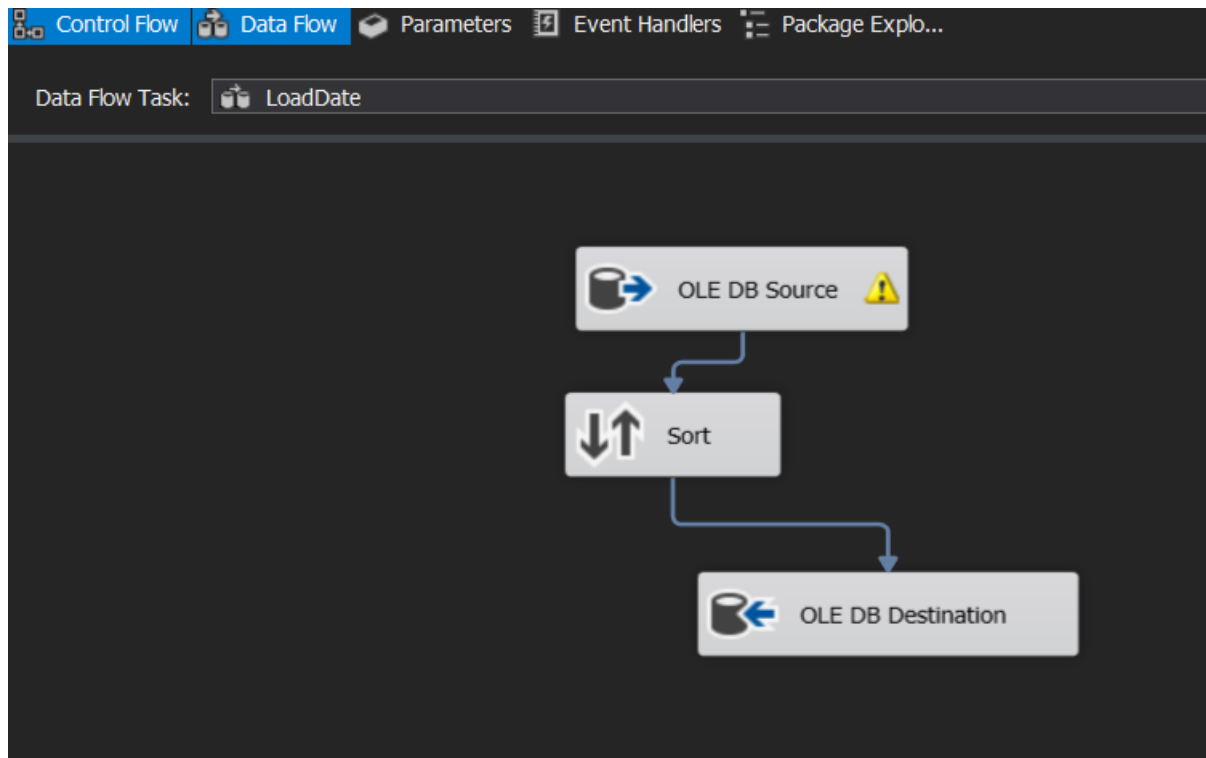 Control Flow Data Flow Parameters Event Handlers Package Explo...
Data Flow Task: LoadDate
OLE DB Source
Sort
OLE DB Destination